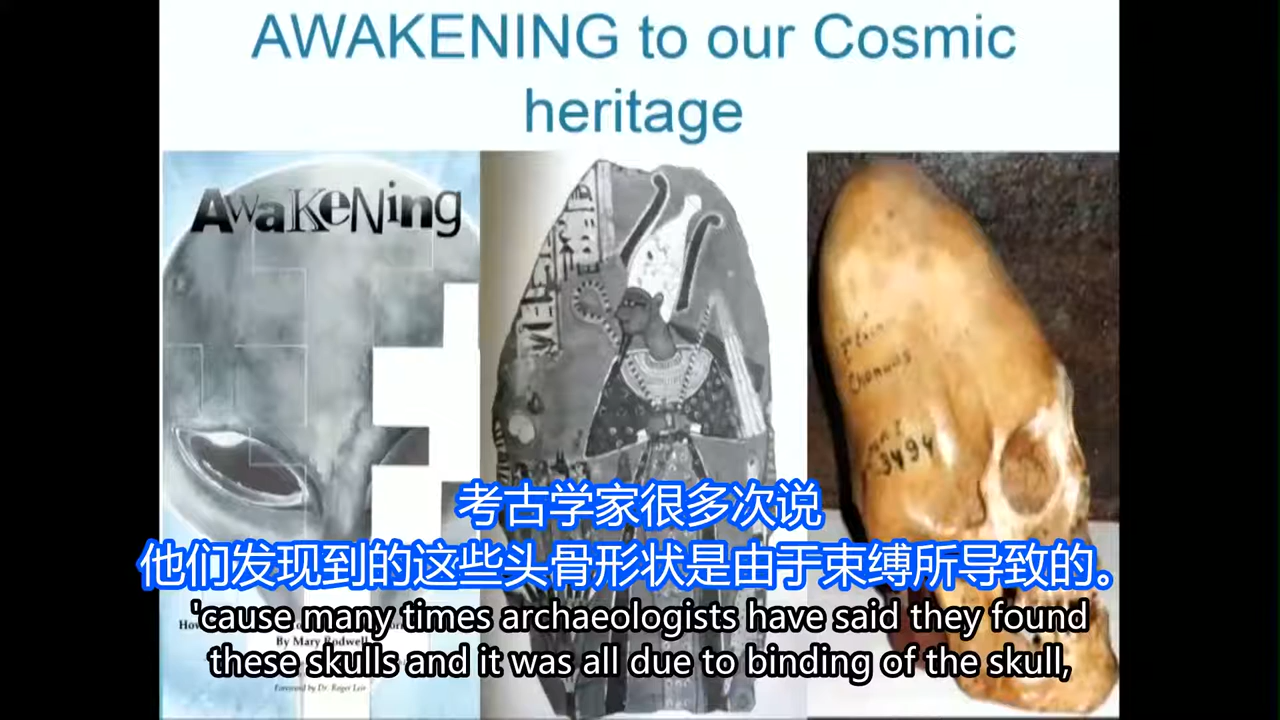 AWAKENING to our Cosmic
heritage
AwaKeNing
3494
考古学家很多次说
他们发现到的这些头骨形状是由于束缚所导致的。
'cause many times archaeologists have said they found
By Mary Rodwell
these skulls and it was all due to binding of the skull,
Foreword by Dr. Roger Leir